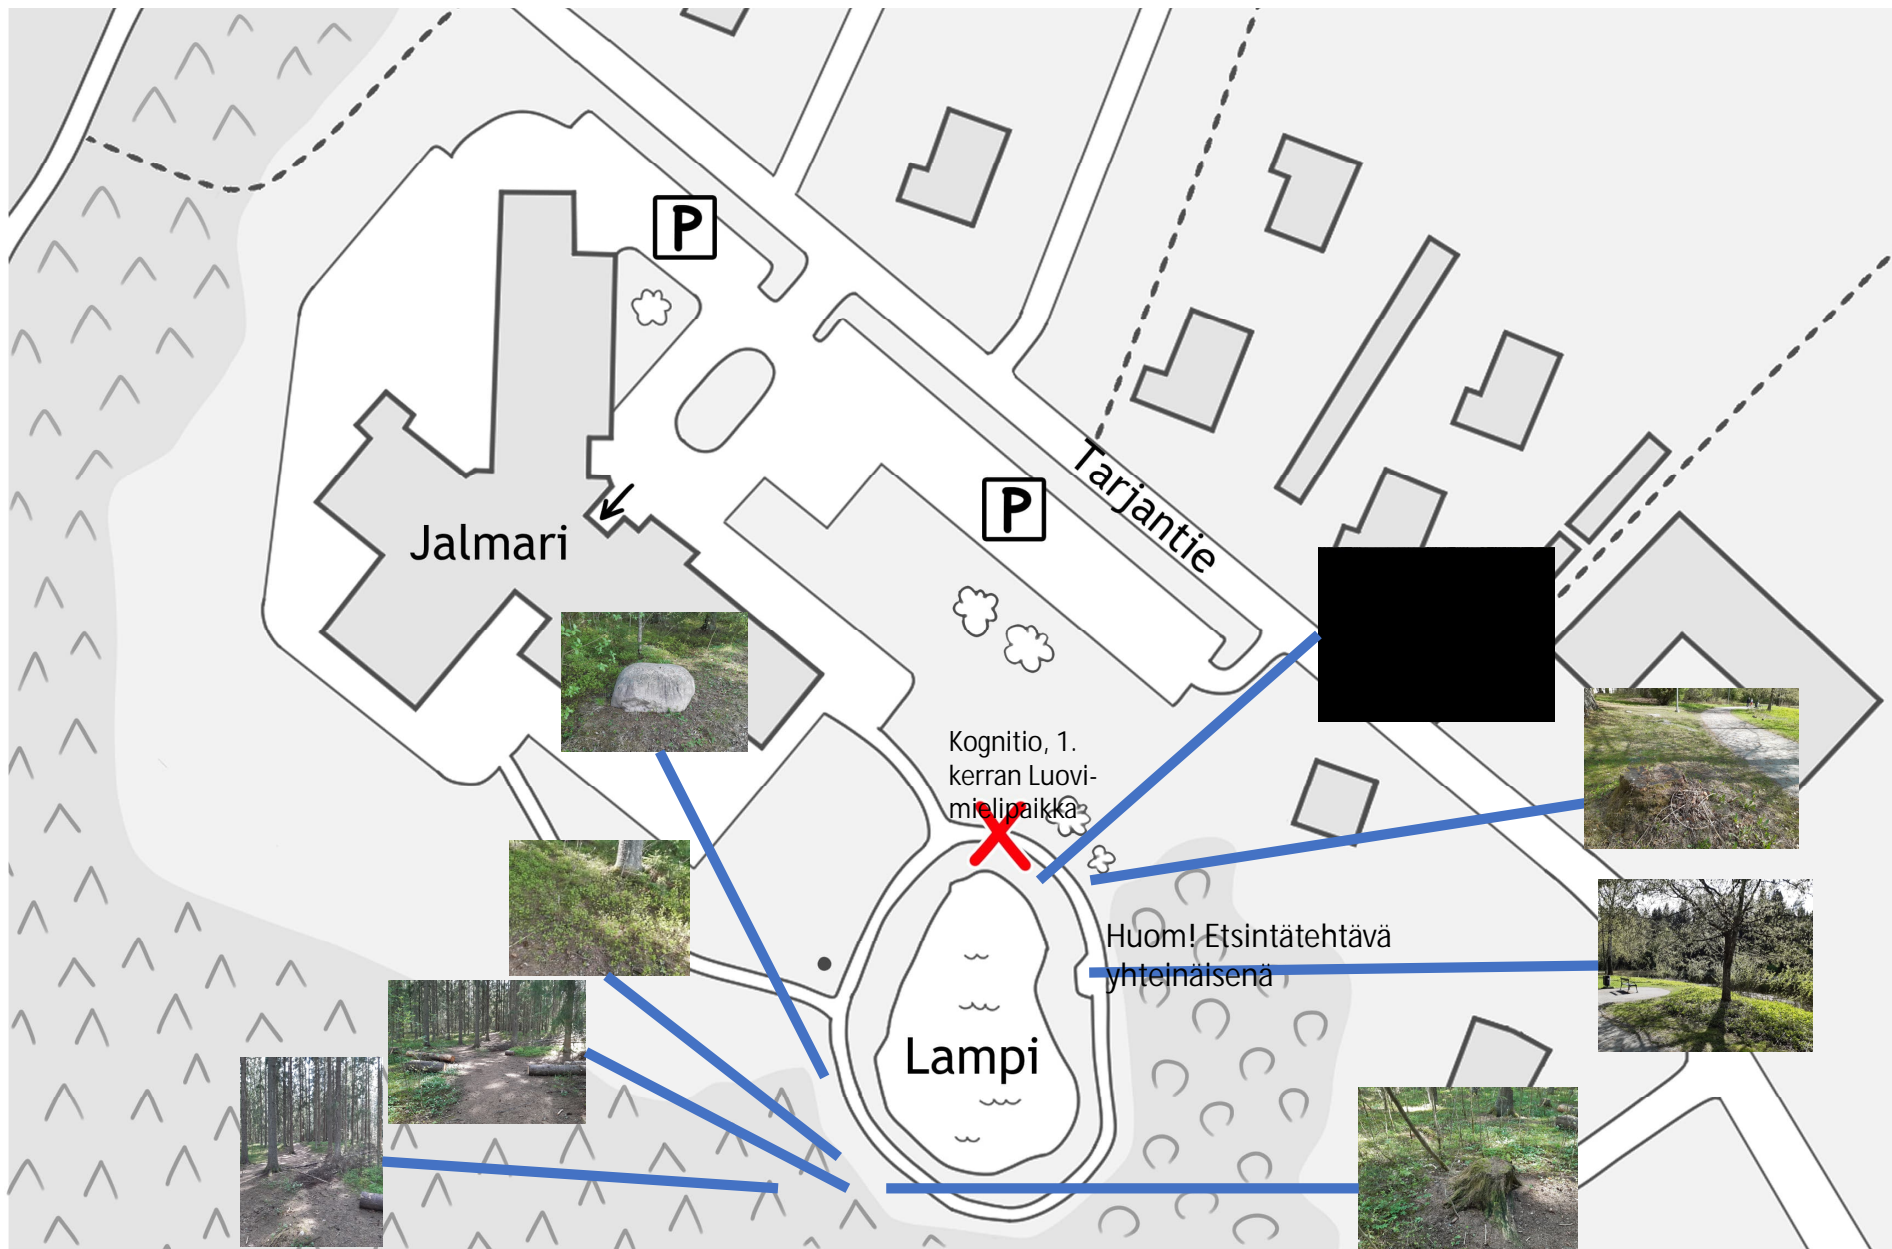 P
P
Tarjantie
Jalmari
Kognitio, 1.
kerran Luovi-
mielipaikka
Huom! Etsintätehtävä
yhteinäisenä
Lampi